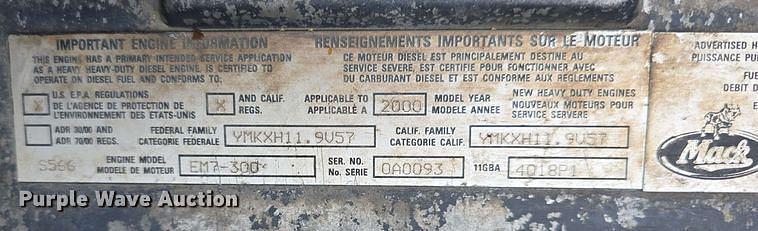 IMPORTANT ENGINE INFORMATION
THIS ENGINE HAS A PRIMARY INTENDED SERVICE APPLICATION
AS A HEAVY HEAVY-DUTY DIESEL ENGINE, IS CERTIFIED TO
OPERATE ON DIESEL FUEL AND CONFORMS TO:
RENSEIGNEMENTS IMPORTANTS SUR LE MOTEUR
CE MOTEUR DIESEL EST PRINCIPALEMENT DESTINE AU
SERVICE SEVERE, EST CERTIFIE POUR FONCTIONNER AVEC
DU CARBURANT DIESEL ET EST CONFORME AUX REGLEMENTS
X U.S. E.P.A. REGULATIONS
DE L'AGENCE DE PROTECTION DE
L'ENVIRONNEMENT DES ETATS-UNIS
X AND CALIF.
REGS.
APPLICABLE TO
APPLICABLE A
2000
MODEL YEAR
MODELE ANNEE
NEW HEAVY DUTY ENGINES
NOUVEAUX MOTEURS POUR
SERVICE SEVERE
ADR 30/00 AND
ADR 70/00 REGS.
FEDERAL FAMILY
CATEGORIE FEDERALE
YMKXH11.9V57
CALIF. FAMILY
CATEGORIE CALIF.
YMKXH11.9V57
S566
ENGINE MODEL
MODELE DE MOTEUR
EM7-300
SER. NO.
No. SÉRIE
0A0093
11GBA
4018P1
ADVERTISED H
PUISSANCE PU
FUE
DEBIT D
Mack
Purple Wave Auction